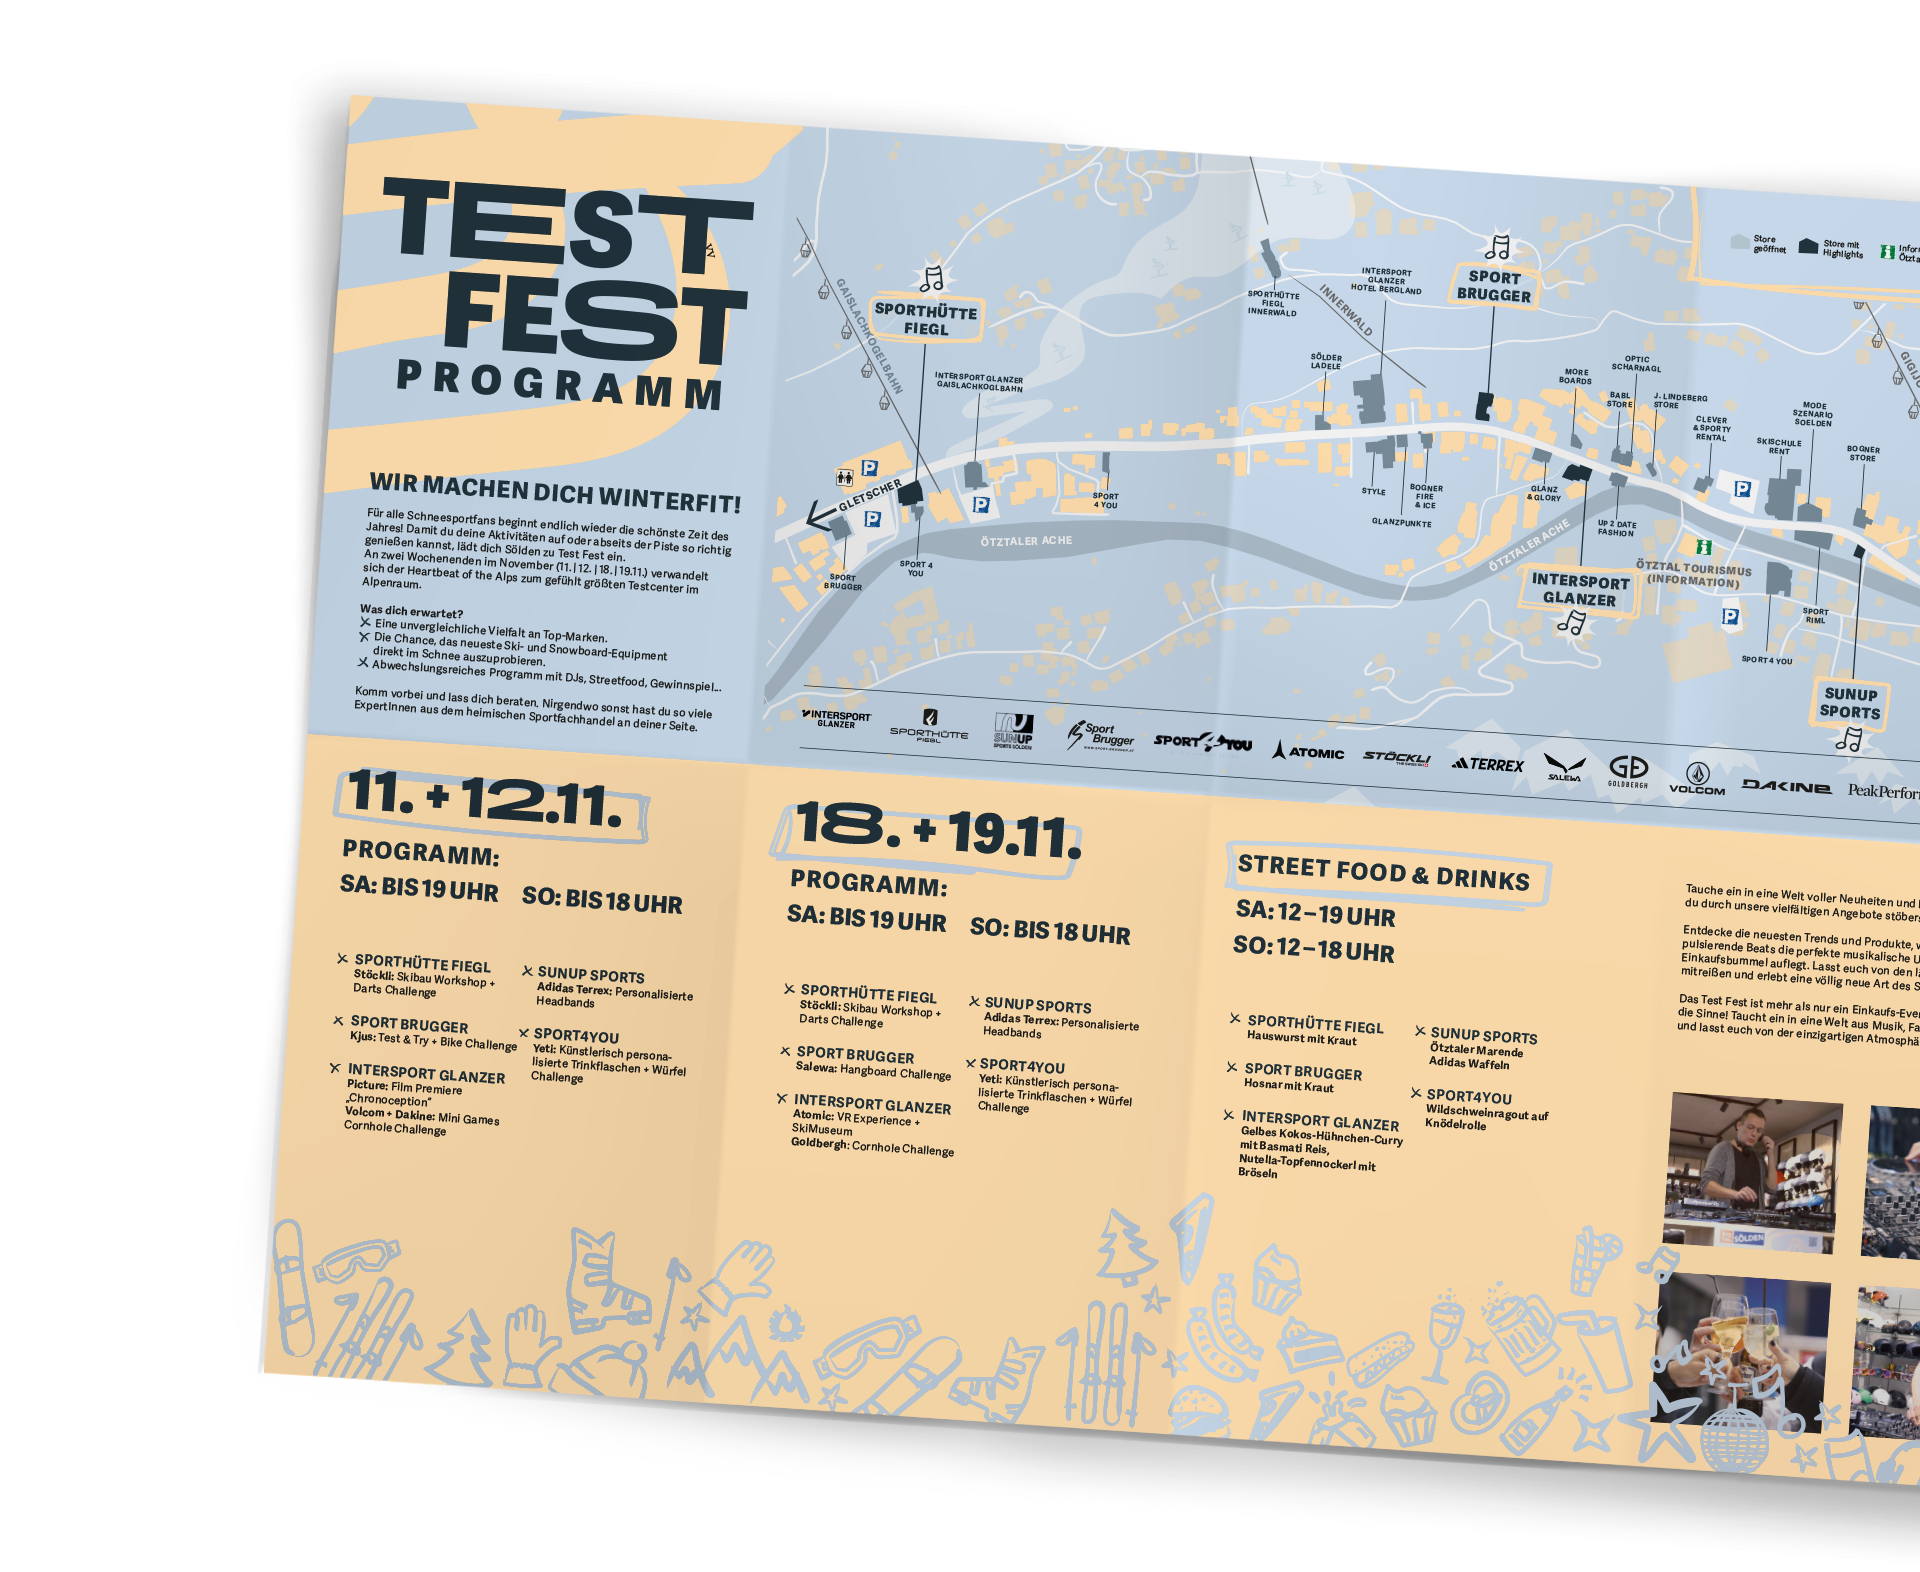 TEST
FEST
PROGRAMM
WIR MACHEN DICH WINTERFIT!
Für alle Schneesportfans beginnt endlich wieder die schönste Zeit des
Jahres! Damit du deine Aktivitäten auf oder abseits der Piste so richtig
genießen kannst, lädt dich Sölden zu Test Fest ein.
An zwei Wochenenden im November (11. | 12. | 18. | 19.11.) verwandelt
sich der Heartbeat of the Alps zum gefühlt größten Testcenter im
Alpenraum.
Was dich erwartet?
Eine unvergleichliche Vielfalt an Top-Marken.
Die Chance, das neueste Ski- und Snowboard-Equipment
direkt im Schnee auszuprobieren.
Abwechslungsreiches Programm mit DJs, Streetfood, Gewinnspiel...
Komm vorbei und lass dich beraten. Nirgendwo sonst hast du so viele
ExpertInnen aus dem heimischen Sportfachhandel an deiner Seite.
GAISLACHKOGELBAHN
SPORTHÜTTE
FIEGL
INTERSPORT GLANZER
GAISLACHKOGLBAHN
P
GLETSCHER
P
P
SPORT
BRUGGER
SPORT 4
YOU
SPORT
4 YOU
ÖTZTALER ACHE
SPORTHÜTTE
FIEGL
INNERWALD
INNERWALD
INTERSPORT
GLANZER
HOTEL BERGLAND
SPORT
BRUGGER
SÖLDER
LADELE
STYLE
GLANZPUNKTE
BOGNER
FIRE
& ICE
MORE
BOARDS
OPTIC
SCHARNAGL
BABL
STORE
J. LINDEBERG
STORE
CLEVER
& SPORTY
RENTAL
SKISCHULE
RENT
MODE
SZENARIO
SOELDEN
BOGNER
STORE
GLANZ
& GLORY
UP 2 DATE
FASHION
ÖTZTALER ACHE
INTERSPORT
GLANZER
ÖTZTAL TOURISMUS
(INFORMATION)
P
P
SPORT 4 YOU
SPORT
RIML
SUNUP
SPORTS
Store
geöffnet
Store mit
Highlights
INTERSPORT
GLANZER
SPORTHÜTTE
FIEGL
SUNUP
SPORTS SÖLDEN
Sport
Brugger
SPORT4YOU
ATOMIC
STÖCKLI
TERREX
SALEWA
GOLDBERGH
VOLCOM
DAKINE
11. + 12.11.
PROGRAMM:
SA: BIS 19 UHR SO: BIS 18 UHR
SPORTHÜTTE FIEGL
Stöckli: Skibau Workshop +
Darts Challenge
SPORT BRUGGER
Kjus: Test & Try + Bike Challenge
INTERSPORT GLANZER
Picture: Film Premiere
„Chronoception"
Volcom + Dakine: Mini Games
Cornhole Challenge
SUNUP SPORTS
Adidas Terrex: Personalisierte
Headbands
SPORT4YOU
Yeti: Künstlerisch persona-
lisierte Trinkflaschen + Würfel
Challenge
18. + 19.11.
PROGRAMM:
SA: BIS 19 UHR SO: BIS 18 UHR
SPORTHÜTTE FIEGL
Stöckli: Skibau Workshop +
Darts Challenge
SPORT BRUGGER
Salewa: Hangboard Challenge
INTERSPORT GLANZER
Atomic: VR Experience +
SkiMuseum
Goldbergh: Cornhole Challenge
SUNUP SPORTS
Adidas Terrex: Personalisierte
Headbands
SPORT4YOU
Yeti: Künstlerisch persona-
lisierte Trinkflaschen + Würfel
Challenge
STREET FOOD & DRINKS
SA: 12 – 19 UHR
SO: 12 – 18 UHR
SPORTHÜTTE FIEGL
Hauswurst mit Kraut
SPORT BRUGGER
Hosnar mit Kraut
INTERSPORT GLANZER
Gelbes Kokos-Hühnchen-Curry
mit Basmati Reis,
Nutella-Topfennockerl mit
Bröseln
SUNUP SPORTS
Ötztaler Marende
Adidas Waffeln
SPORT4YOU
Wildschweinragout auf
Knödelrolle
Tauche ein in eine Welt voller Neuheiten und
du durch unsere vielfältigen Angebote stöbers
Entdecke die neuesten Trends und Produkte,
pulsierende Beats die perfekte musikalische
Einkaufsbummel auflegt. Lasst euch von den
mitreißen und erlebt eine völlig neue Art des
Das Test Fest ist mehr als nur ein Einkaufs-
die Sinne! Taucht ein in eine Welt aus Musik,
und lasst euch von der einzigartigen
SÖLDEN